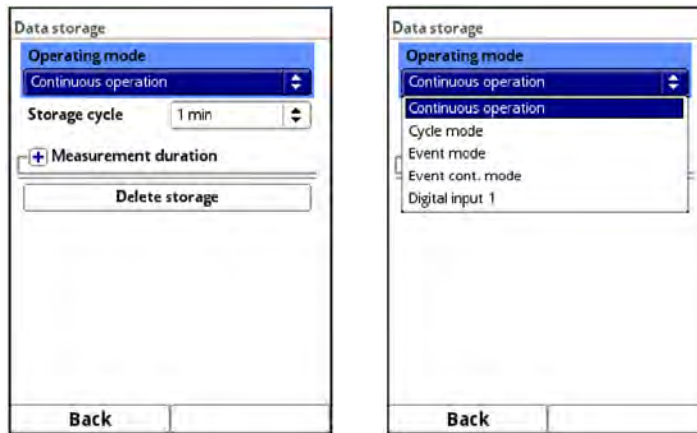 Data storage
Operating mode
Continuous operation
Storage cycle 1 min
Measurement duration
Delete storage
Back
Data storage
Operating mode
Continuous operation
Continuous operation
Cycle mode
Event mode
Event cont. mode
Digital input 1
Back